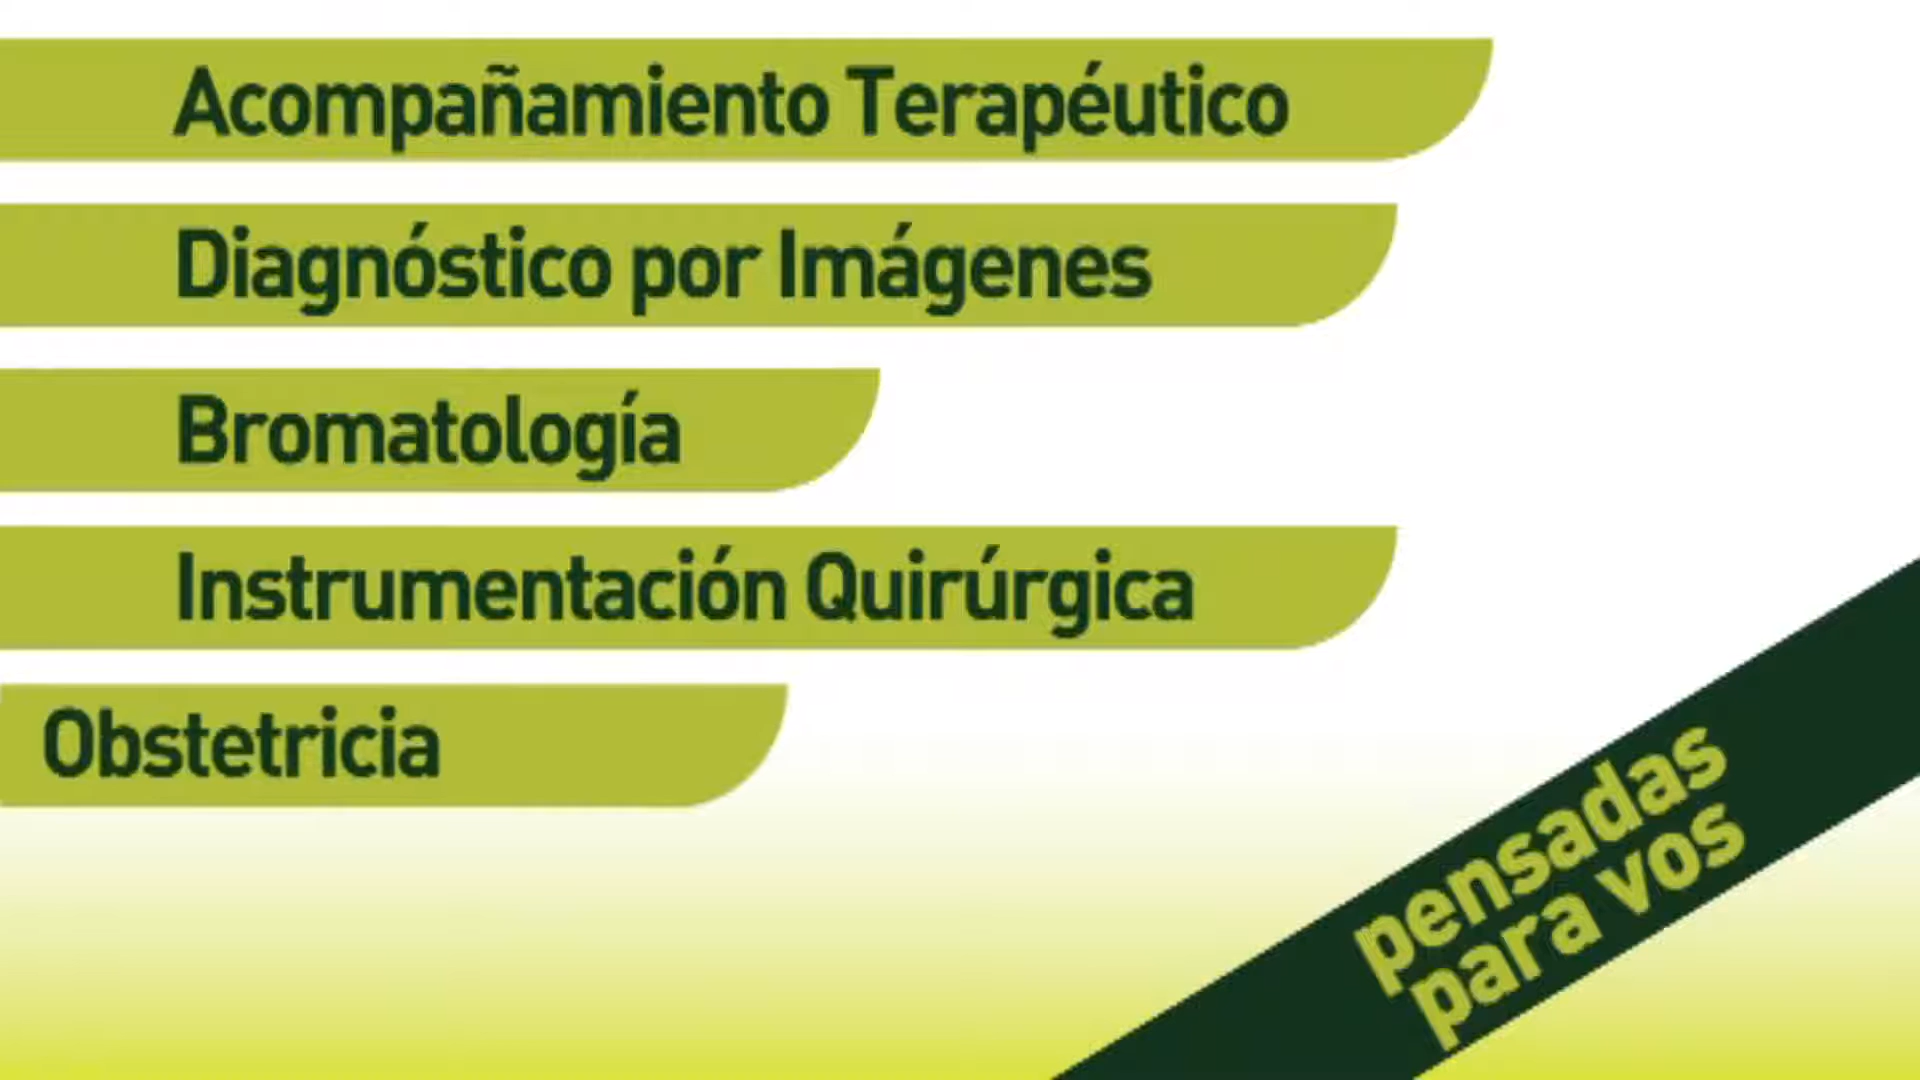 Acompañamiento Terapéutico
Diagnóstico por Imágenes
Bromatología
Instrumentación Quirúrgica
Obstetricia
pensadas
para vos